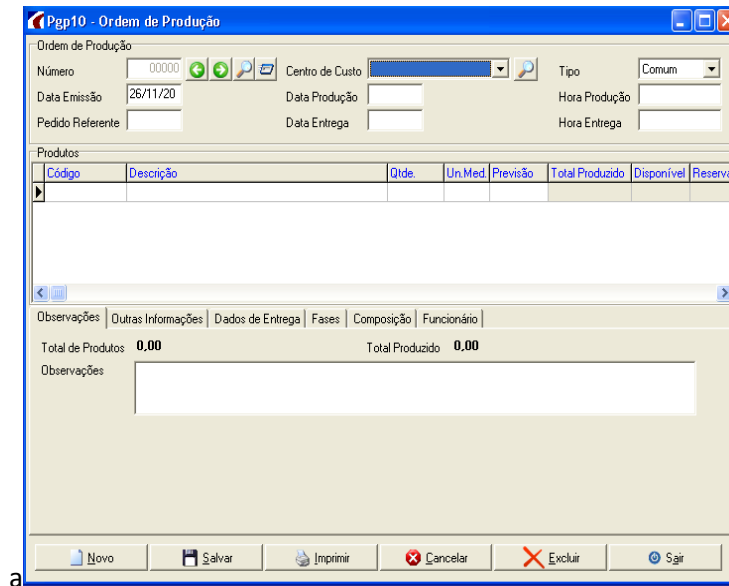 Pgp10 - Ordem de Produção
Ordem de Produção
Número 00000 Centro de Custo Tipo Comum
Data Emissão 26/11/20 Data Produção Hora Produção
Pedido Referente Data Entrega Hora Entrega
Produtos
Código Descrição Qtde. Un.Med. Previsão Total Produzido Disponível Reserva
Observações Outras Informações Dados de Entrega Fases Composição Funcionário
Total de Produtos 0,00 Total Produzido 0,00
Observações
Novo Salvar Imprimir Cancelar Excluir Sair
a